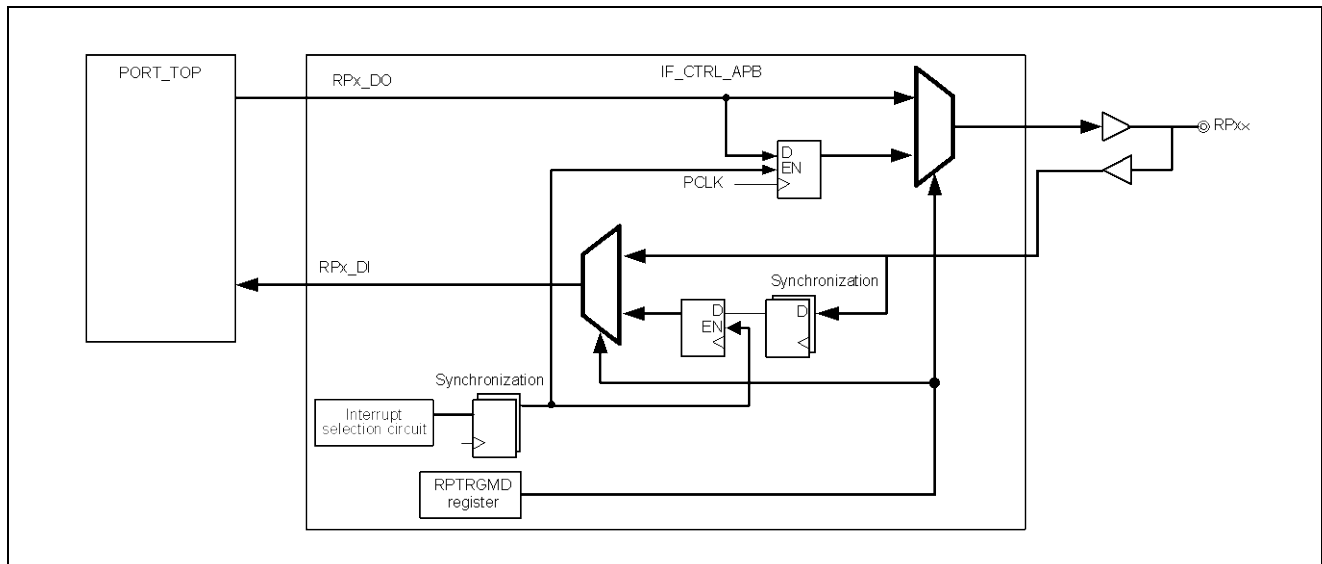 PORT_TOP
RPx_DO
IF_CTRL_APB
RPxx
D
EN
PCLK
RPx_DI
Synchronization
D
EN
D
Synchronization
Interrupt
selection circuit
RPTRGMD
register